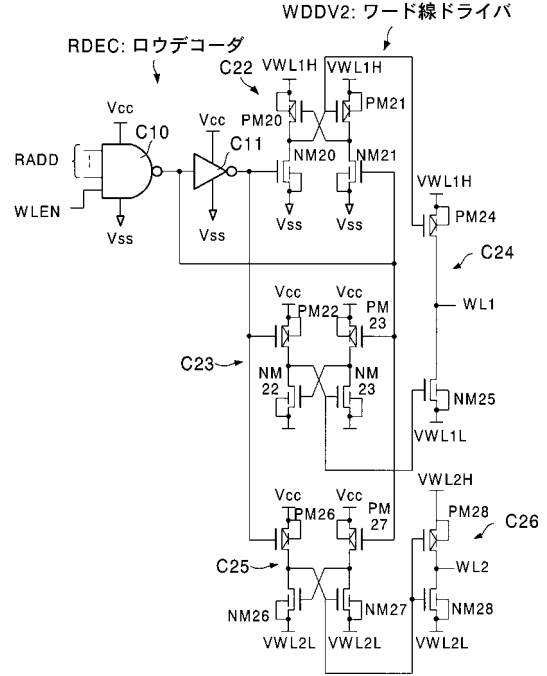 WDDV2: ワード線ドライバ
RDEC: ロウデコーダ
C22
VWL1H
VWL1H
Vcc
C10
Vcc
C11
PM20
PM21
RADD
WLEN
NM20
NM21
Vss
Vss
Vss
Vss
VWL1H
PM24
C24
WL1
Vcc
Vcc
PM22
PM
23
C23
NM
22
NM
23
NM25
VWL1L
VWL2H
Vcc
Vcc
PM26
PM
27
PM28
C26
C25
WL2
NM26
NM27
NM28
VWL2L
VWL2L
VWL2L